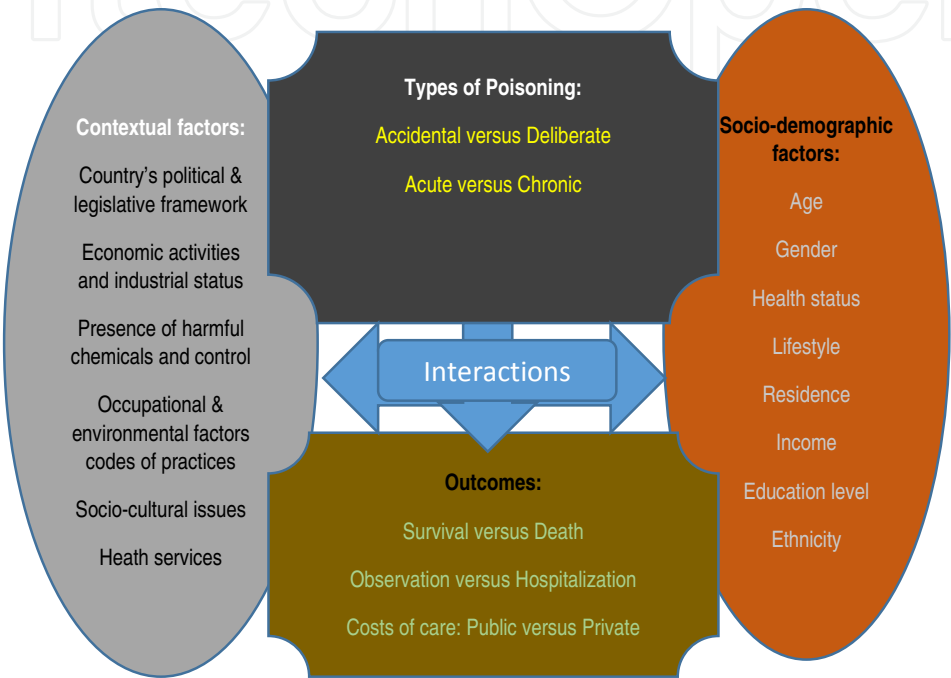 Contextual factors:
Country's political &
legislative framework
Economic activities
and industrial status
Presence of harmful
chemicals and control
Occupational &
environmental factors
codes of practices
Socio-cultural issues
Heath services
Types of Poisoning:
Accidental versus Deliberate
Acute versus Chronic
Interactions
Outcomes:
Survival versus Death
Observation versus Hospitalization
Costs of care: Public versus Private
Socio-demographic
factors:
Age
Gender
Health status
Lifestyle
Residence
Income
Education level
Ethnicity